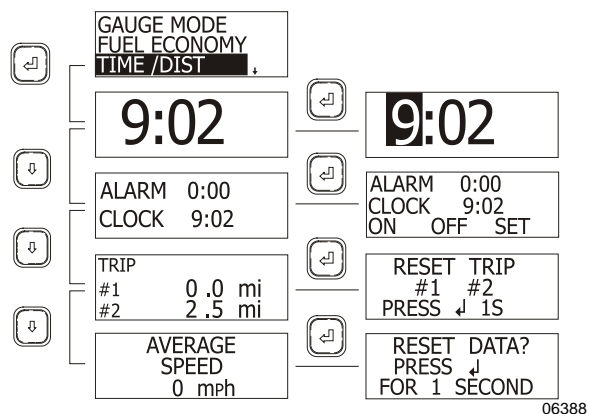 GAUGE MODE
FUEL ECONOMY
TIME /DIST ↓
9:02
9:02
ALARM 0:00
CLOCK 9:02
ALARM 0:00
CLOCK 9:02
ON OFF SET
TRIP
#1 0.0 mi
#2 2.5 mi
RESET TRIP
#1 #2
PRESS ↲ 1S
AVERAGE
SPEED
0 mPh
RESET DATA?
PRESS ↲
FOR 1 SECOND
06388